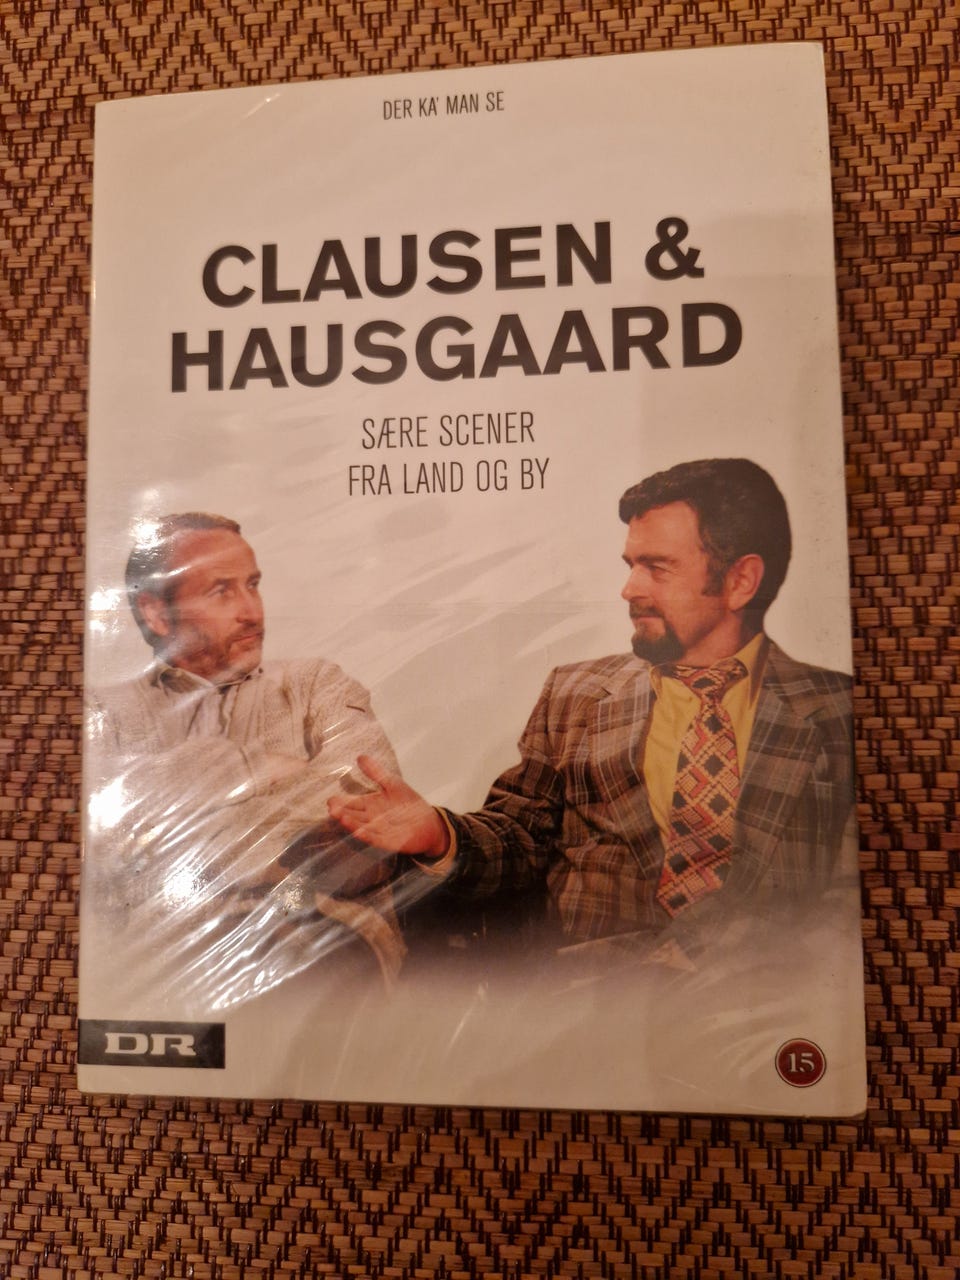 DER KA' MAN SE
CLAUSEN &
HAUSGAARD
SÆRE SCENER
FRA LAND OG BY
DR
15